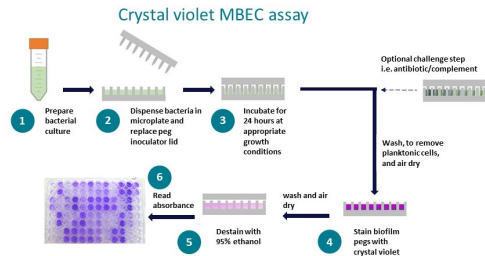 Crystal violet MBEC assay
Optional challenge step
i.e. antibiotic/complement
1
Prepare
bacterial
culture
2
Dispense bacteria in
microplate and
replace peg
inoculator lid
3
Incubate for
24 hours at
appropriate
growth
conditions
Wash, to remove
planktonic cells,
and air dry
4
Stain biofilm
pegs with
crystal violet
wash and air
dry
5
Destain with
95% ethanol
6
Read
absorbance